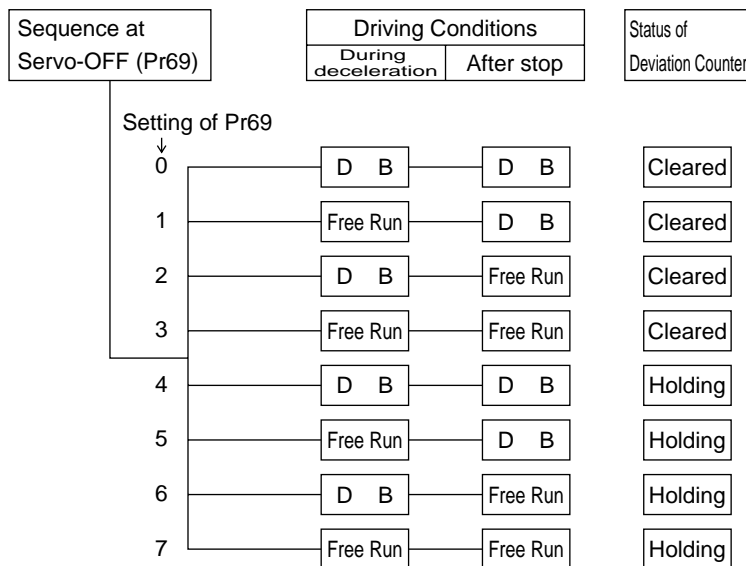 Sequence at
Servo-OFF (Pr69)
Driving Conditions
During
deceleration
After stop
Status of
Deviation Counter
Setting of Pr69
0 D B D B Cleared
1 Free Run D B Cleared
2 D B Free Run Cleared
3 Free Run Free Run Cleared
4 D B D B Holding
5 Free Run D B Holding
6 D B Free Run Holding
7 Free Run Free Run Holding